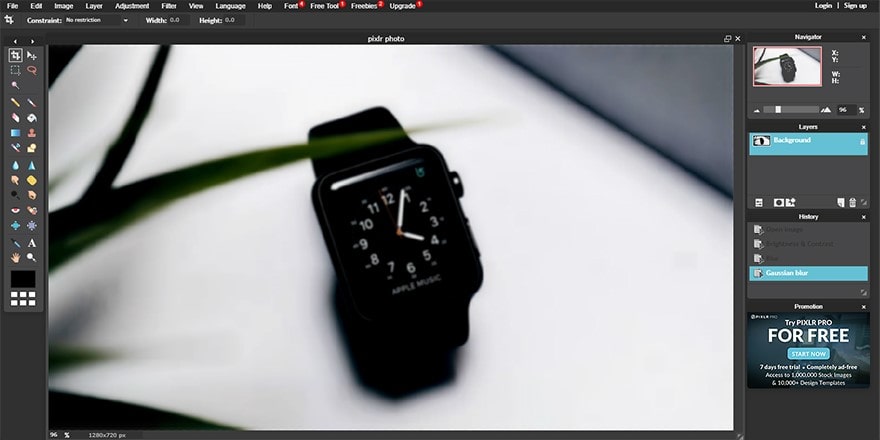 File Edit Image Layer Adjustment Filter View Language Help Font 4 Free Tool 1 Freebies 2 Upgrade 1 Login | Sign up
Constraint: No restriction Width: 0.0 Height: 0.0
pixlr photo
Navigator
X:
Y:
W:
H:
96 %
Layers
Background
History
Open image
Brightness & Contrast
Blur
Gaussian blur
Promotion
PIXLR PRO
Try PIXLR PRO
FOR FREE
START NOW
7 days free trial + Completely ad-free
Access to 1,000,000 Stock Images
& 10,000+ Design Templates
12
11 1
10 2
9
8 4
7 6 5
APPLE MUSIC
A
96 % 1280x720 px